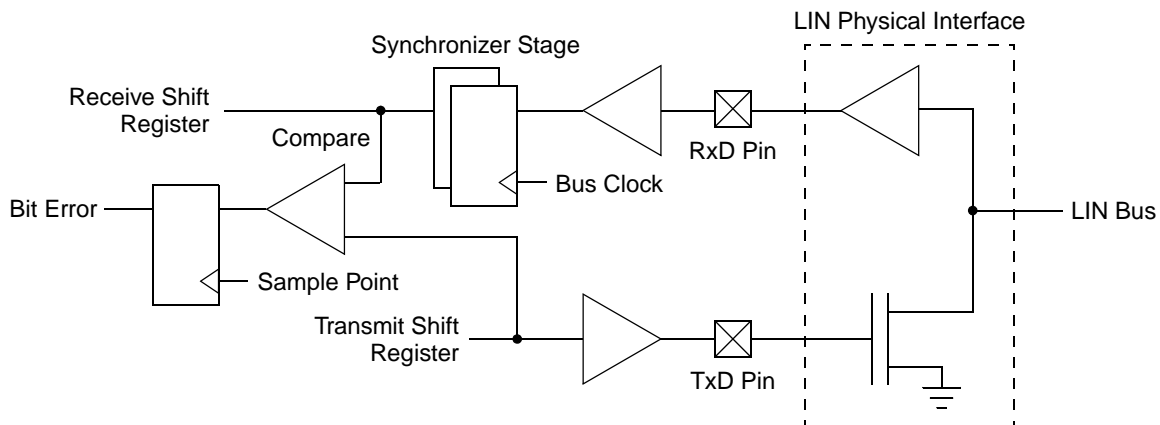 LIN Physical Interface
Synchronizer Stage
Receive Shift
Register
Compare
RxD Pin
Bus Clock
Bit Error
LIN Bus
Sample Point
Transmit Shift
Register
TxD Pin